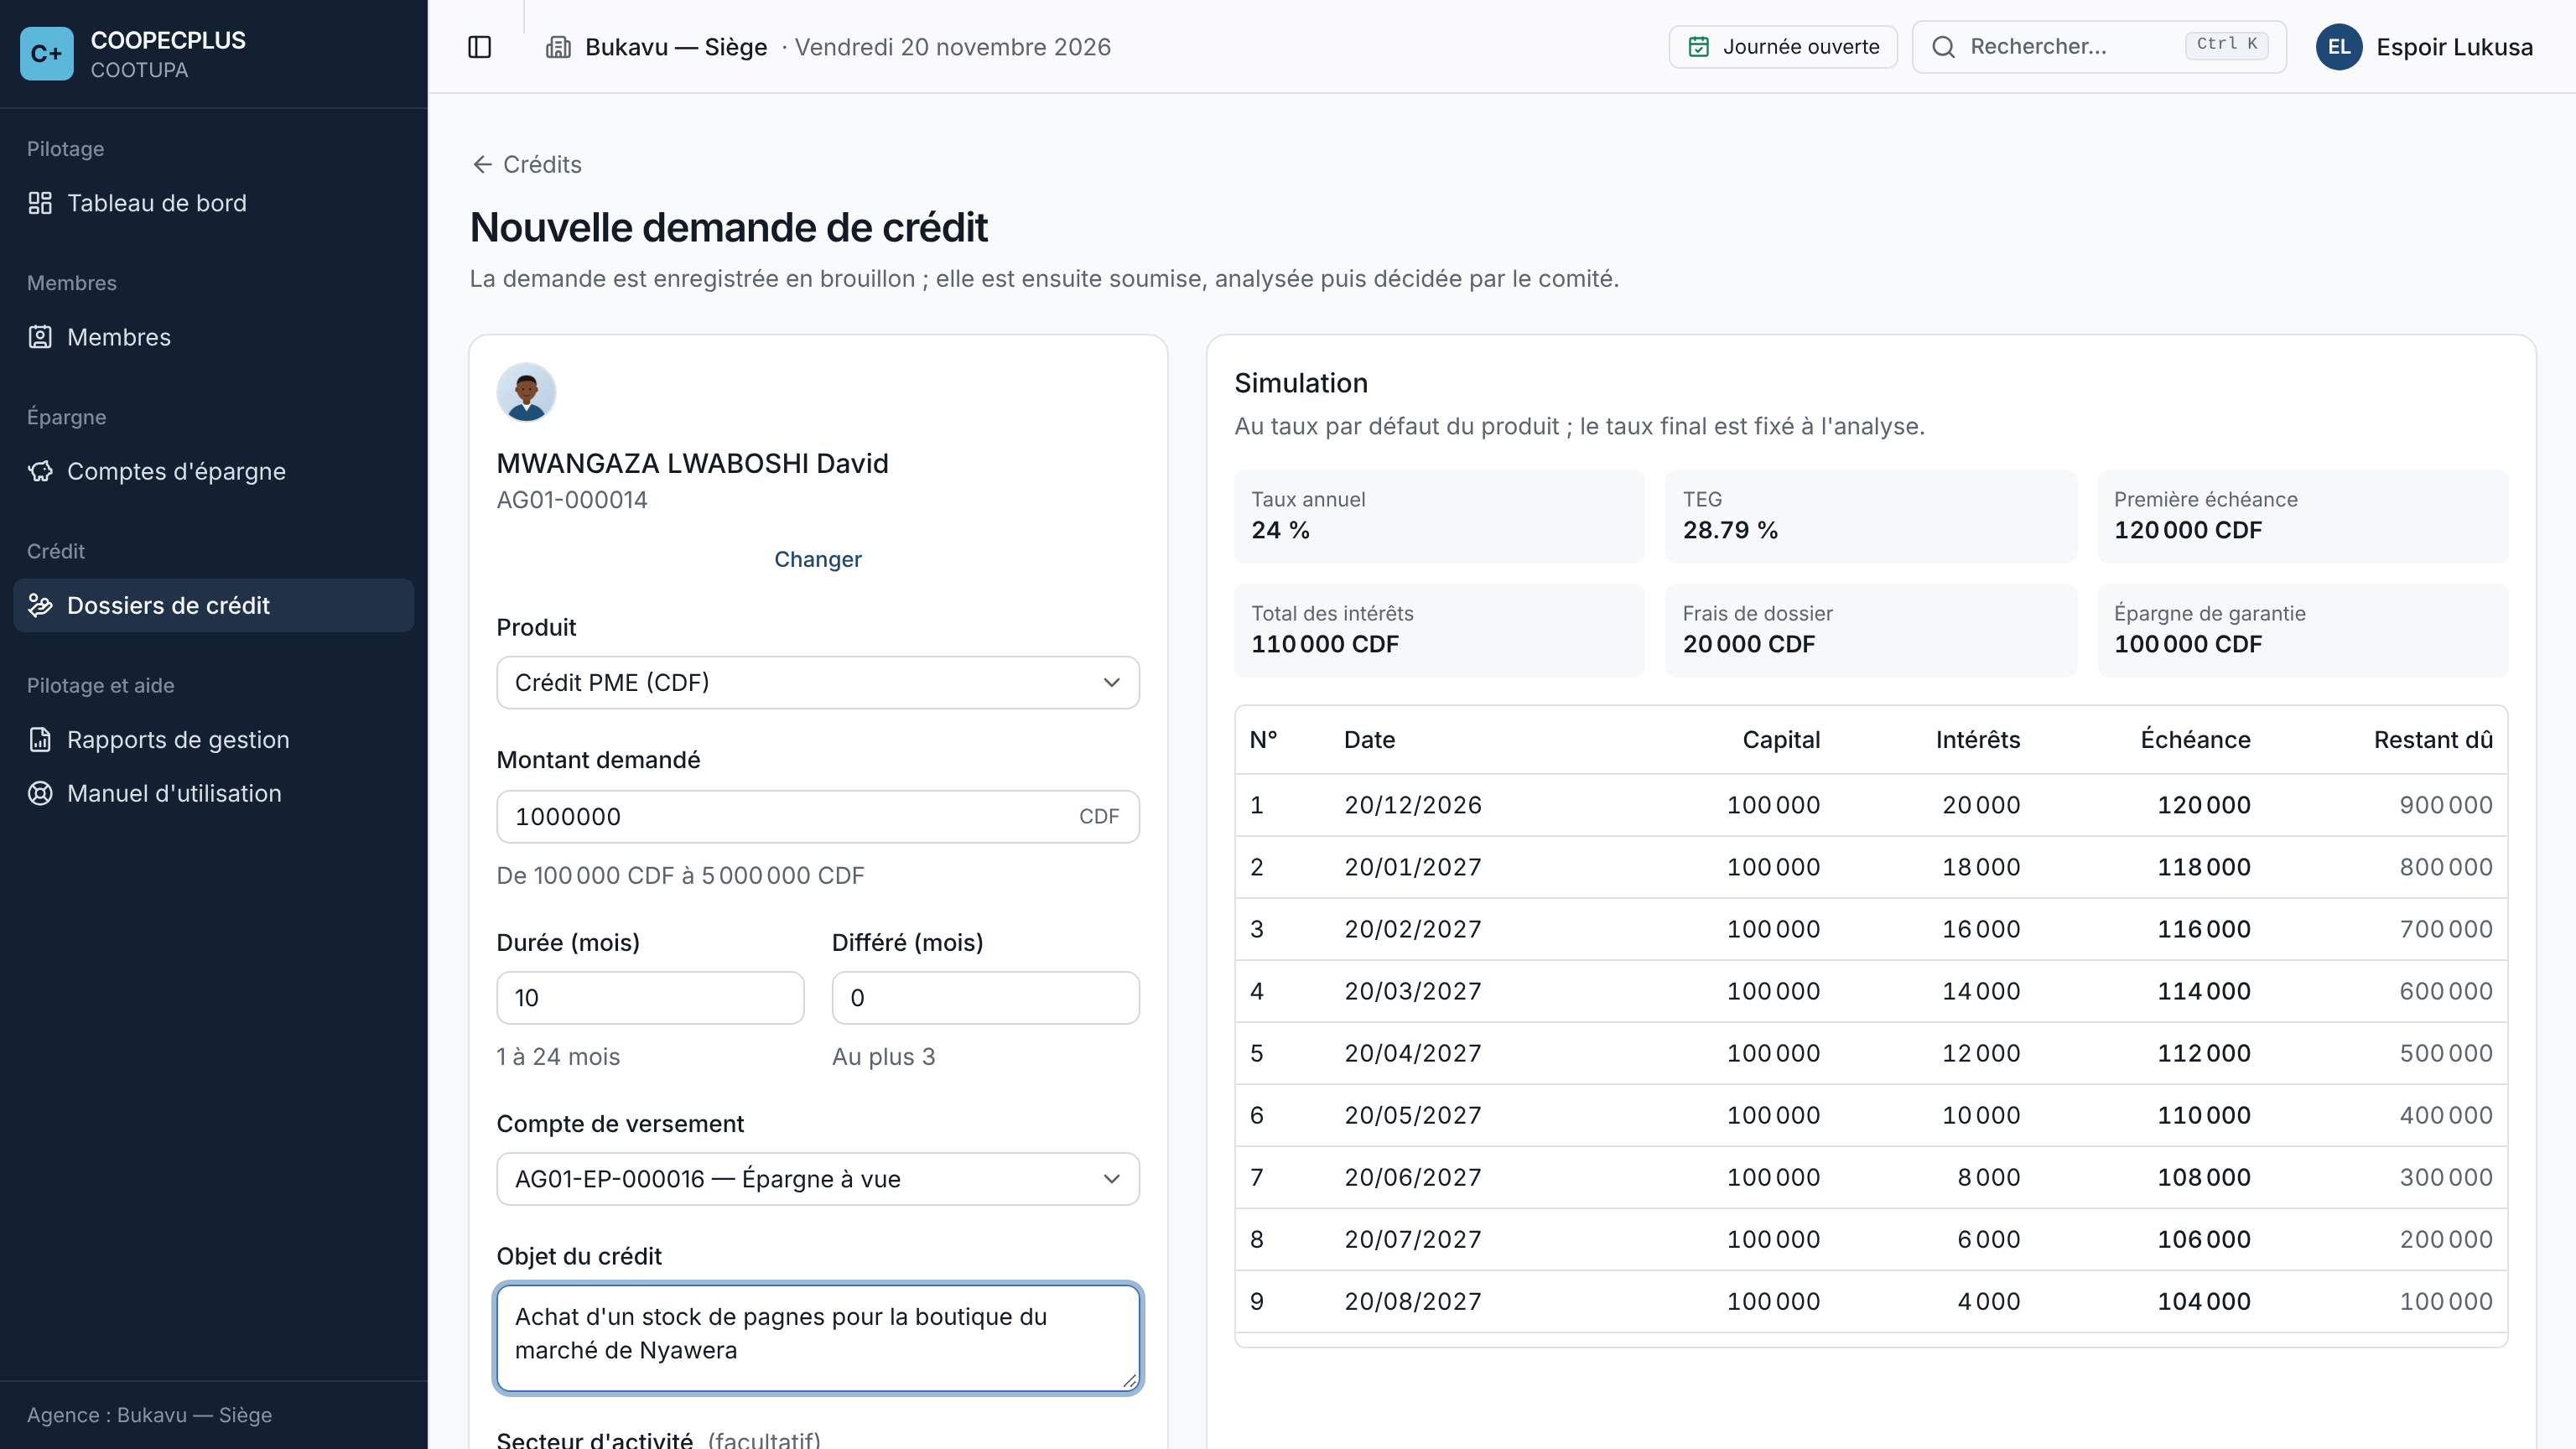 C+
COOPECPLUS
COOTUPA
Pilotage
Tableau de bord
Membres
Membres
Épargne
Comptes d'épargne
Crédit
Dossiers de crédit
Pilotage et aide
Rapports de gestion
Manuel d'utilisation
Agence : Bukavu — Siège
Bukavu — Siège · Vendredi 20 novembre 2026
Journée ouverte
Rechercher... Ctrl K
EL Espoir Lukusa
Crédits
Nouvelle demande de crédit
La demande est enregistrée en brouillon ; elle est ensuite soumise, analysée puis décidée par le comité.
MWANGAZA LWABOSHI David
AG01-000014
Changer
Produit
Crédit PME (CDF)
Montant demandé
1000000 CDF
De 100 000 CDF à 5 000 000 CDF
Durée (mois) Différé (mois)
10 0
1 à 24 mois Au plus 3
Compte de versement
AG01-EP-000016 — Épargne à vue
Objet du crédit
Achat d'un stock de pagnes pour la boutique du
marché de Nyawera
Secteur d'activité (facultatif)
Simulation
Au taux par défaut du produit ; le taux final est fixé à l'analyse.
Taux annuel TEG Première échéance
24 % 28.79 % 120 000 CDF
Total des intérêts Frais de dossier Épargne de garantie
110 000 CDF 20 000 CDF 100 000 CDF
N° Date Capital Intérêts Échéance Restant dû
1 20/12/2026 100 000 20 000 120 000 900 000
2 20/01/2027 100 000 18 000 118 000 800 000
3 20/02/2027 100 000 16 000 116 000 700 000
4 20/03/2027 100 000 14 000 114 000 600 000
5 20/04/2027 100 000 12 000 112 000 500 000
6 20/05/2027 100 000 10 000 110 000 400 000
7 20/06/2027 100 000 8 000 108 000 300 000
8 20/07/2027 100 000 6 000 106 000 200 000
9 20/08/2027 100 000 4 000 104 000 100 000